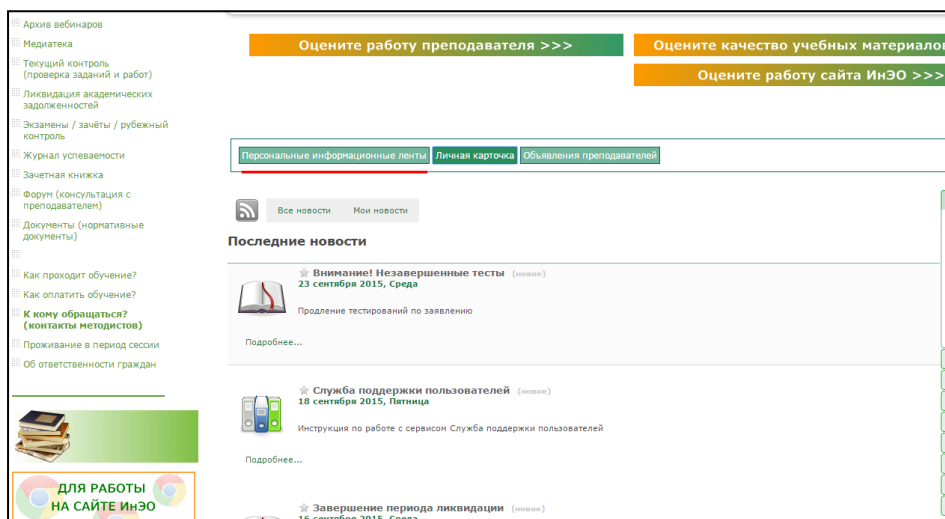 Архив вебинаров
Медиатека
Текущий контроль
(проверка заданий и работ)
Ликвидация академических
задолженностей
Экзамены / зачёты / рубежный
контроль
Журнал успеваемости
Зачетная книжка
Форум (консультация с
преподавателем)
Документы (нормативные
документы)
Как проходит обучение?
Как оплатить обучение?
К кому обращаться?
(контакты методистов)
Проживание в период сессии
Об ответственности граждан
ДЛЯ РАБОТЫ
НА САЙТЕ ИнЭО
Оцените работу преподавателя >>>
Оцените качество учебных материалов
Оцените работу сайта ИнЭО >>>
Персональные информационные ленты Личная карточка Объявления преподавателей
Все новости Мои новости
Последние новости
Внимание! Незавершенные тесты (новое)
23 сентября 2015, Среда
Продление тестирований по заявлению
Подробнее...
Служба поддержки пользователей (новое)
18 сентября 2015, Пятница
Инструкция по работе с сервисом Служба поддержки пользователей
Подробнее...
Завершение периода ликвидации (новое)
16 сентября 2015, Среда